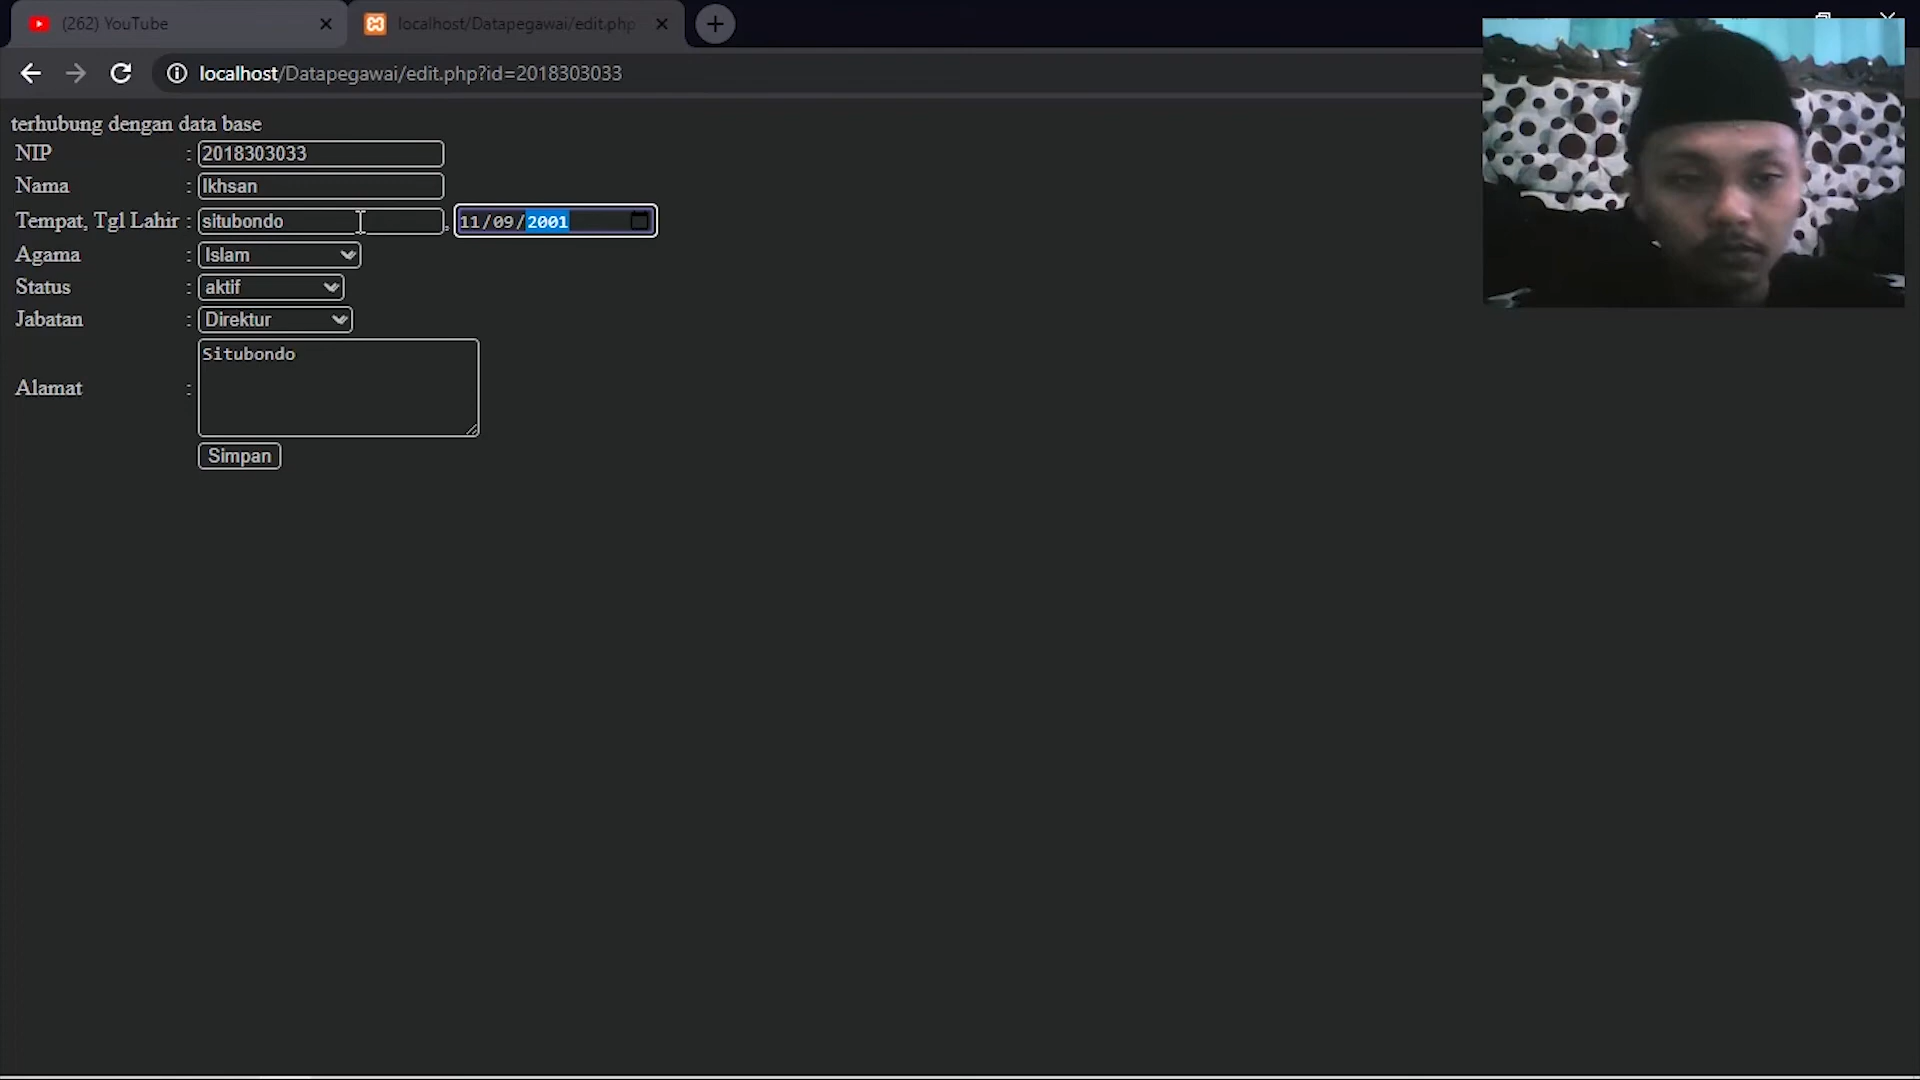 (262) YouTube
localhost/Datapegawai/edit.php
localhost/Datapegawai/edit.php?id=2018303033
terhubung dengan data base
NIP : 2018303033
Nama : Ikhsan
Tempat, Tgl Lahir : situbondo , 11/09/2001
Agama : Islam
Status : aktif
Jabatan : Direktur
Alamat : Situbondo
Simpan